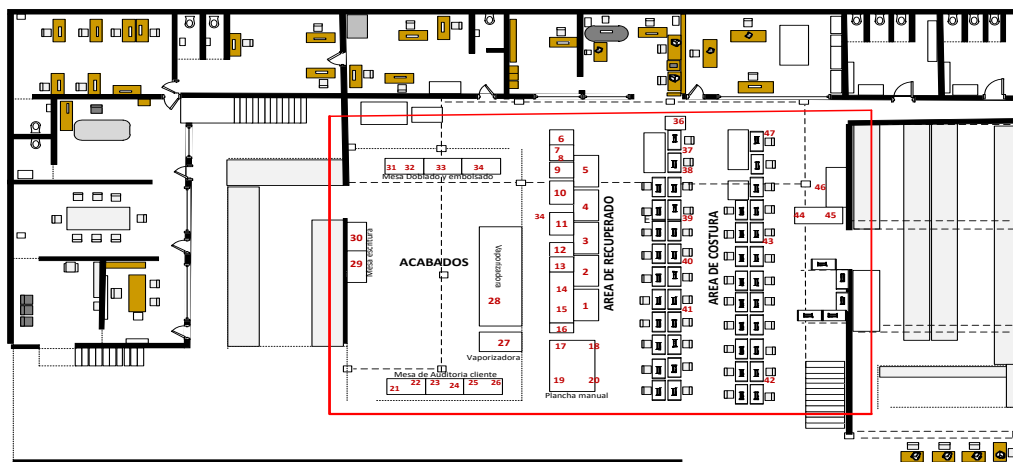 36
47
6
7
8
37
31 32 33 34
Mesa Doblado y embolsado
9
5
38
46
10
4
34
11
E
39
44 45
30
29
Mesa escritura
ACABADOS
Vaporizadora
28
3
43
12
13
2
40
14
15
1
41
16
AREA DE RECUPERADO
AREA DE COSTURA
27
Vaporizadora
17 18
19 20
Plancha manual
Mesa de Auditoria cliente
21 22 23 24 25 26
42